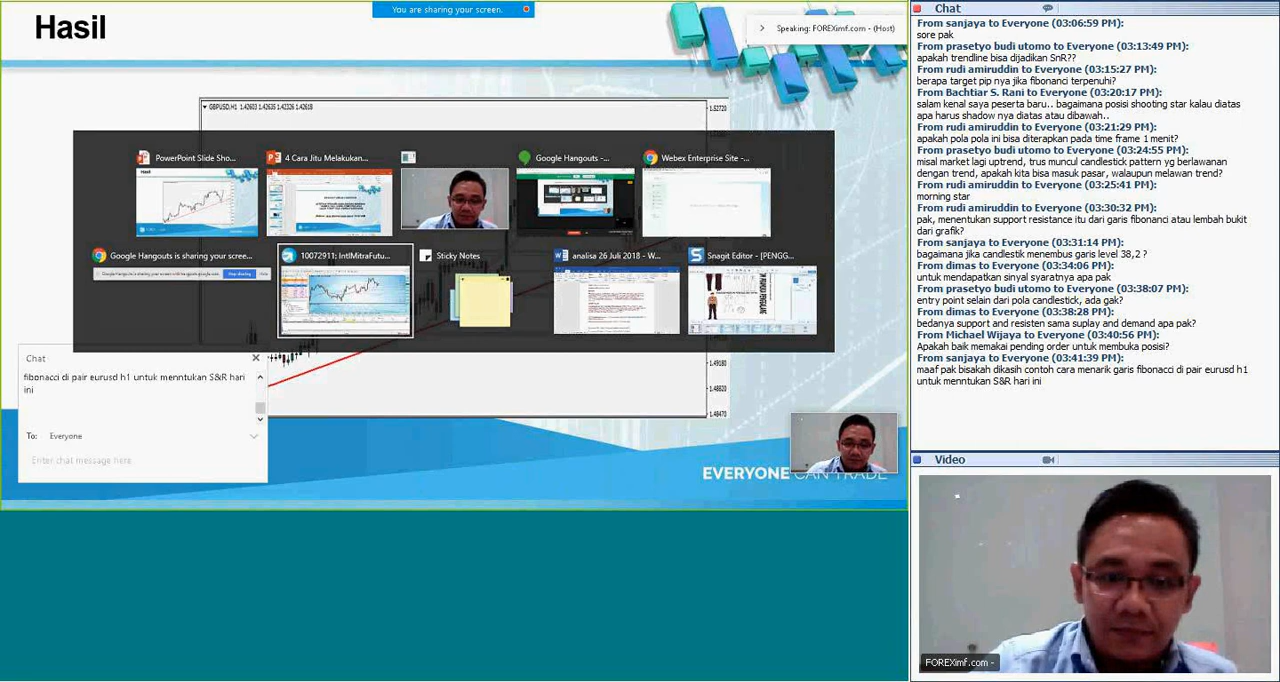 You are sharing your screen.
Hasil
Speaking: FOREXimf.com - (Host)
GBPUSD,H1 1.42603 1.42635 1.42326 1.42618
1.52720
PowerPoint Slide Sho...
4 Cara Jitu Melakukan...
Google Hangouts -...
Webex Enterprise Site -...
Hasil
Google Hangouts is sharing your scree...
10072911: IntlMitraFutu...
Sticky Notes
analisa 26 Juli 2018 - W...
Snagit Editor - [PENGG...
Stop sharing
Hide
1.49180
1.48820
1.48470
Chat
fibonacci di pair eurusd h1 untuk menntukan S&R hari
ini
To: Everyone
Enter chat message here
EVERYONE CAN TRADE
Chat
From sanjaya to Everyone (03:06:59 PM):
sore pak
From prasetyo budi utomo to Everyone (03:13:49 PM):
apakah trendline bisa dijadikan SnR??
From rudi amiruddin to Everyone (03:15:27 PM):
berapa target pip nya jika fibonanci terpenuhi?
From Bachtiar S. Rani to Everyone (03:20:17 PM):
salam kenal saya peserta baru.. bagaimana posisi shooting star kalau diatas
apa harus shadow nya diatas atau dibawah..
From rudi amiruddin to Everyone (03:21:29 PM):
apakah pola pola ini bisa diterapkan pada time frame 1 menit?
From prasetyo budi utomo to Everyone (03:24:55 PM):
misal market lagi uptrend, trus muncul candlestick pattern yg berlawanan
dengan trend, apakah kita bisa masuk pasar, walaupun melawan trend?
From rudi amiruddin to Everyone (03:25:41 PM):
morning star
From rudi amiruddin to Everyone (03:30:32 PM):
pak, menentukan support resistance itu dari garis fibonanci atau lembah bukit
dari grafik?
From sanjaya to Everyone (03:31:14 PM):
bagaimana jika candlestik menembus garis level 38,2 ?
From dimas to Everyone (03:34:06 PM):
untuk mendapatkan sinyal syaratnya apa pak
From prasetyo budi utomo to Everyone (03:38:07 PM):
entry point selain dari pola candlestick, ada gak?
From dimas to Everyone (03:38:28 PM):
bedanya support and resisten sama suplay and demand apa pak?
From Michael Wijaya to Everyone (03:40:56 PM):
Apakah baik memakai pending order untuk membuka posisi?
From sanjaya to Everyone (03:41:39 PM):
maaf pak bisakah dikasih contoh cara menarik garis fibonacci di pair eurusd h1
untuk menntukan S&R hari ini
Video
FOREXimf.com -